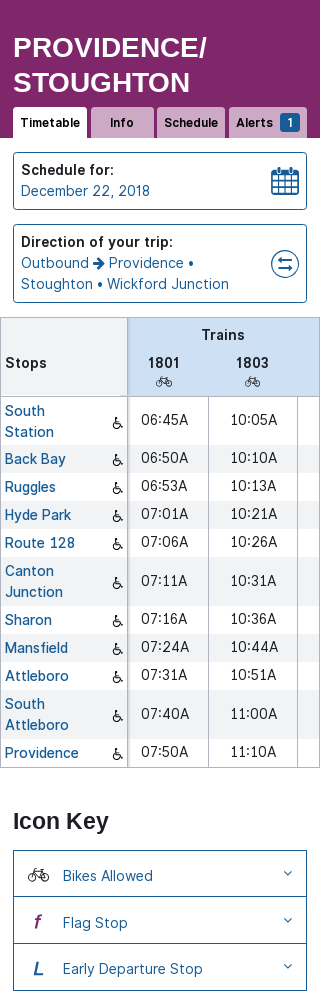 PROVIDENCE/
STOUGHTON
Timetable Info Schedule Alerts 1
Schedule for:
December 22, 2018
Direction of your trip:
Outbound → Providence •
Stoughton • Wickford Junction
Trains
Stops 1801 1803
South
Station 06:45A 10:05A
Back Bay 06:50A 10:10A
Ruggles 06:53A 10:13A
Hyde Park 07:01A 10:21A
Route 128 07:06A 10:26A
Canton
Junction 07:11A 10:31A
Sharon 07:16A 10:36A
Mansfield 07:24A 10:44A
Attleboro 07:31A 10:51A
South
Attleboro 07:40A 11:00A
Providence 07:50A 11:10A
Icon Key
Bikes Allowed
f Flag Stop
L Early Departure Stop